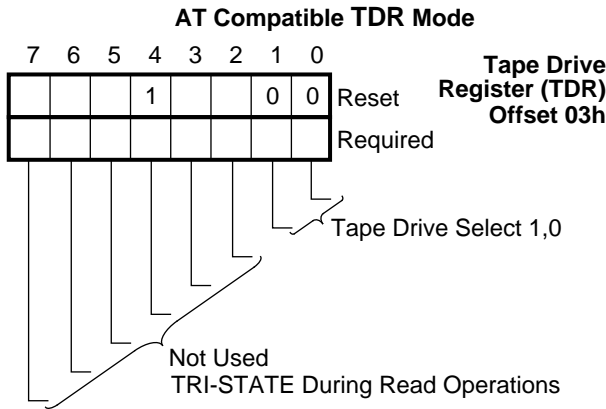 AT Compatible TDR Mode
7 6 5 4 3 2 1 0
Tape Drive
Register (TDR)
Offset 03h
1 0 0 Reset
Required
Tape Drive Select 1,0
Not Used
TRI-STATE During Read Operations